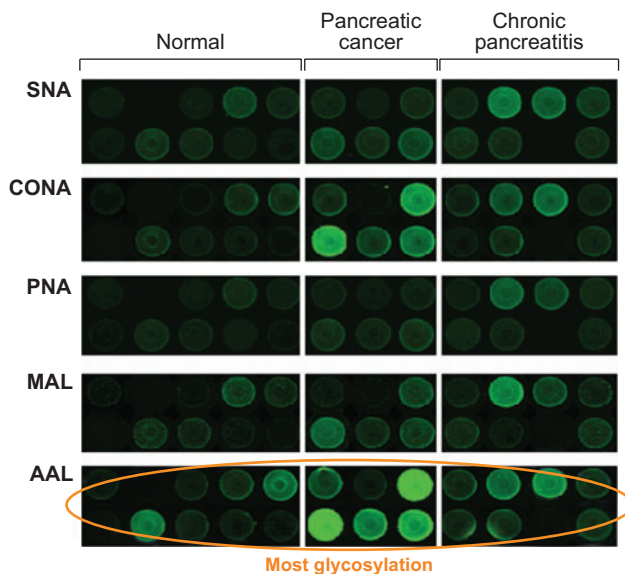 Normal
Pancreatic
cancer
Chronic
pancreatitis
SNA
CONA
PNA
MAL
AAL
Most glycosylation